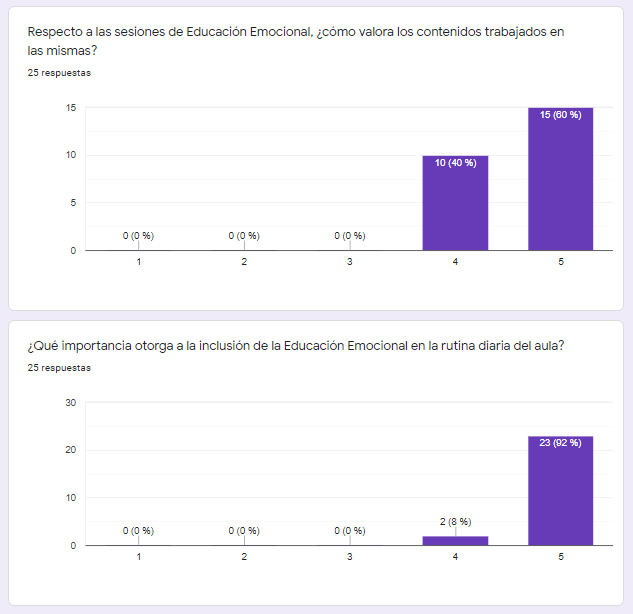 Respecto a las sesiones de Educación Emocional, ¿cómo valora los contenidos trabajados en
las mismas?
25 respuestas
15
15 (60 %)
10
10 (40 %)
5
0 (0 %) 0 (0 %) 0 (0 %)
0
1 2 3 4 5
¿Qué importancia otorga a la inclusión de la Educación Emocional en la rutina diaria del aula?
25 respuestas
30
23 (92 %)
20
10
2 (8 %)
0 (0 %) 0 (0 %) 0 (0 %)
0
1 2 3 4 5